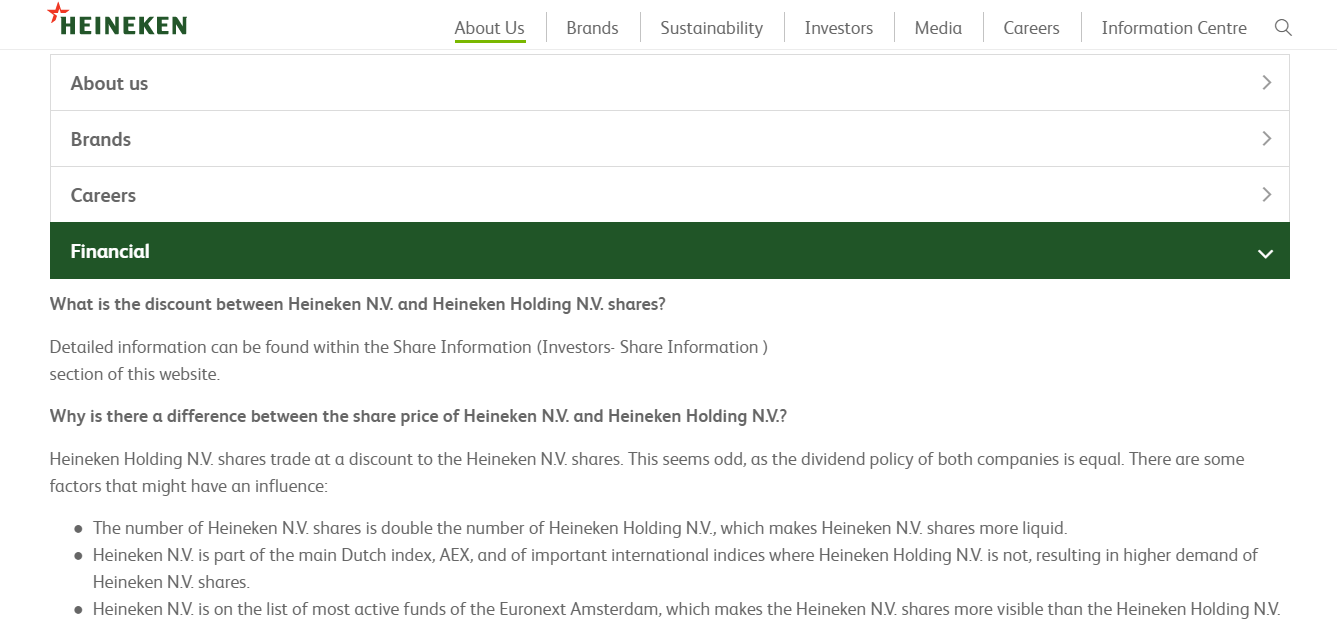 HEINEKEN
About Us
Brands
Sustainability
Investors
Media
Careers
Information Centre
About us
Brands
Careers
Financial
What is the discount between Heineken N.V. and Heineken Holding N.V. shares?
Detailed information can be found within the Share Information (Investors- Share Information )
section of this website.
Why is there a difference between the share price of Heineken N.V. and Heineken Holding N.V.?
Heineken Holding N.V. shares trade at a discount to the Heineken N.V. shares. This seems odd, as the dividend policy of both companies is equal. There are some
factors that might have an influence:
● The number of Heineken N.V. shares is double the number of Heineken Holding N.V., which makes Heineken N.V. shares more liquid.
● Heineken N.V. is part of the main Dutch index, AEX, and of important international indices where Heineken Holding N.V. is not, resulting in higher demand of
Heineken N.V. shares.
● Heineken N.V. is on the list of most active funds of the Euronext Amsterdam, which makes the Heineken N.V. shares more visible than the Heineken Holding N.V.